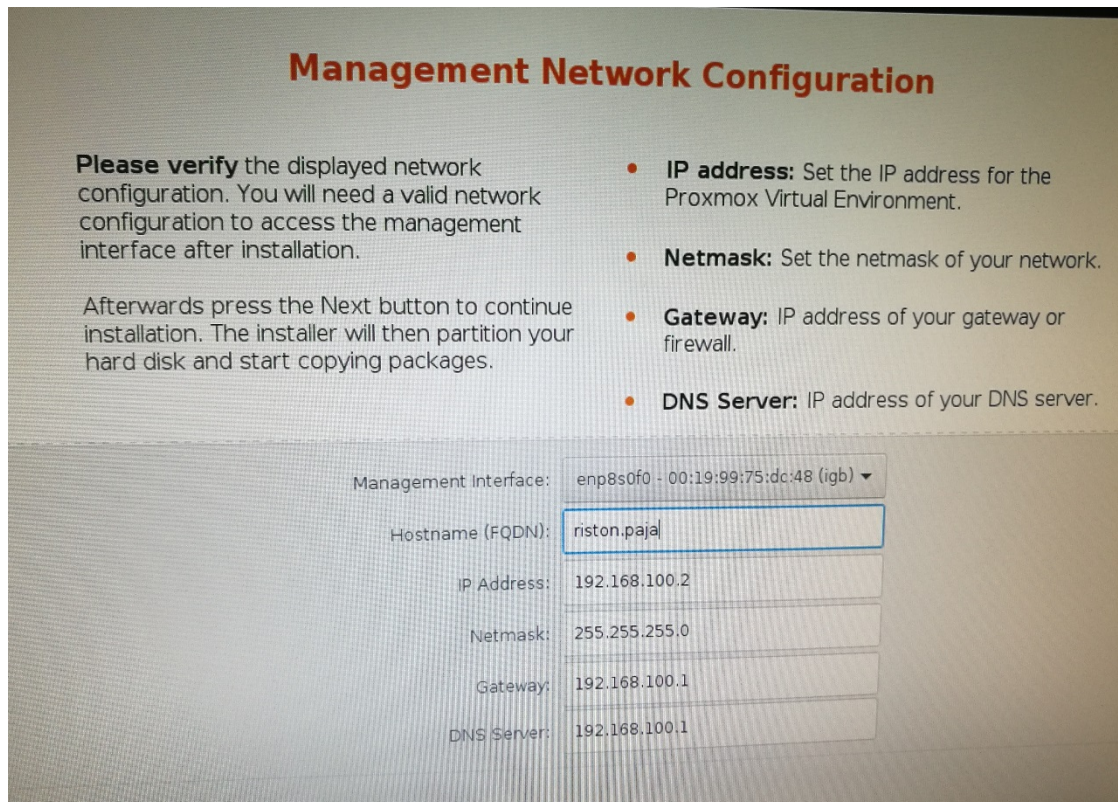 Management Network Configuration
Please verify the displayed network
configuration. You will need a valid network
configuration to access the management
interface after installation.
Afterwards press the Next button to continue
installation. The installer will then partition your
hard disk and start copying packages.
IP address: Set the IP address for the
Proxmox Virtual Environment.
Netmask: Set the netmask of your network.
Gateway: IP address of your gateway or
firewall.
DNS Server: IP address of your DNS server.
Management Interface: enp8s0f0 - 00:19:99:75:dc:48 (igb)
Hostname (FQDN): riston.paja
IP Address: 192.168.100.2
Netmask: 255.255.255.0
Gateway: 192.168.100.1
DNS Server: 192.168.100.1